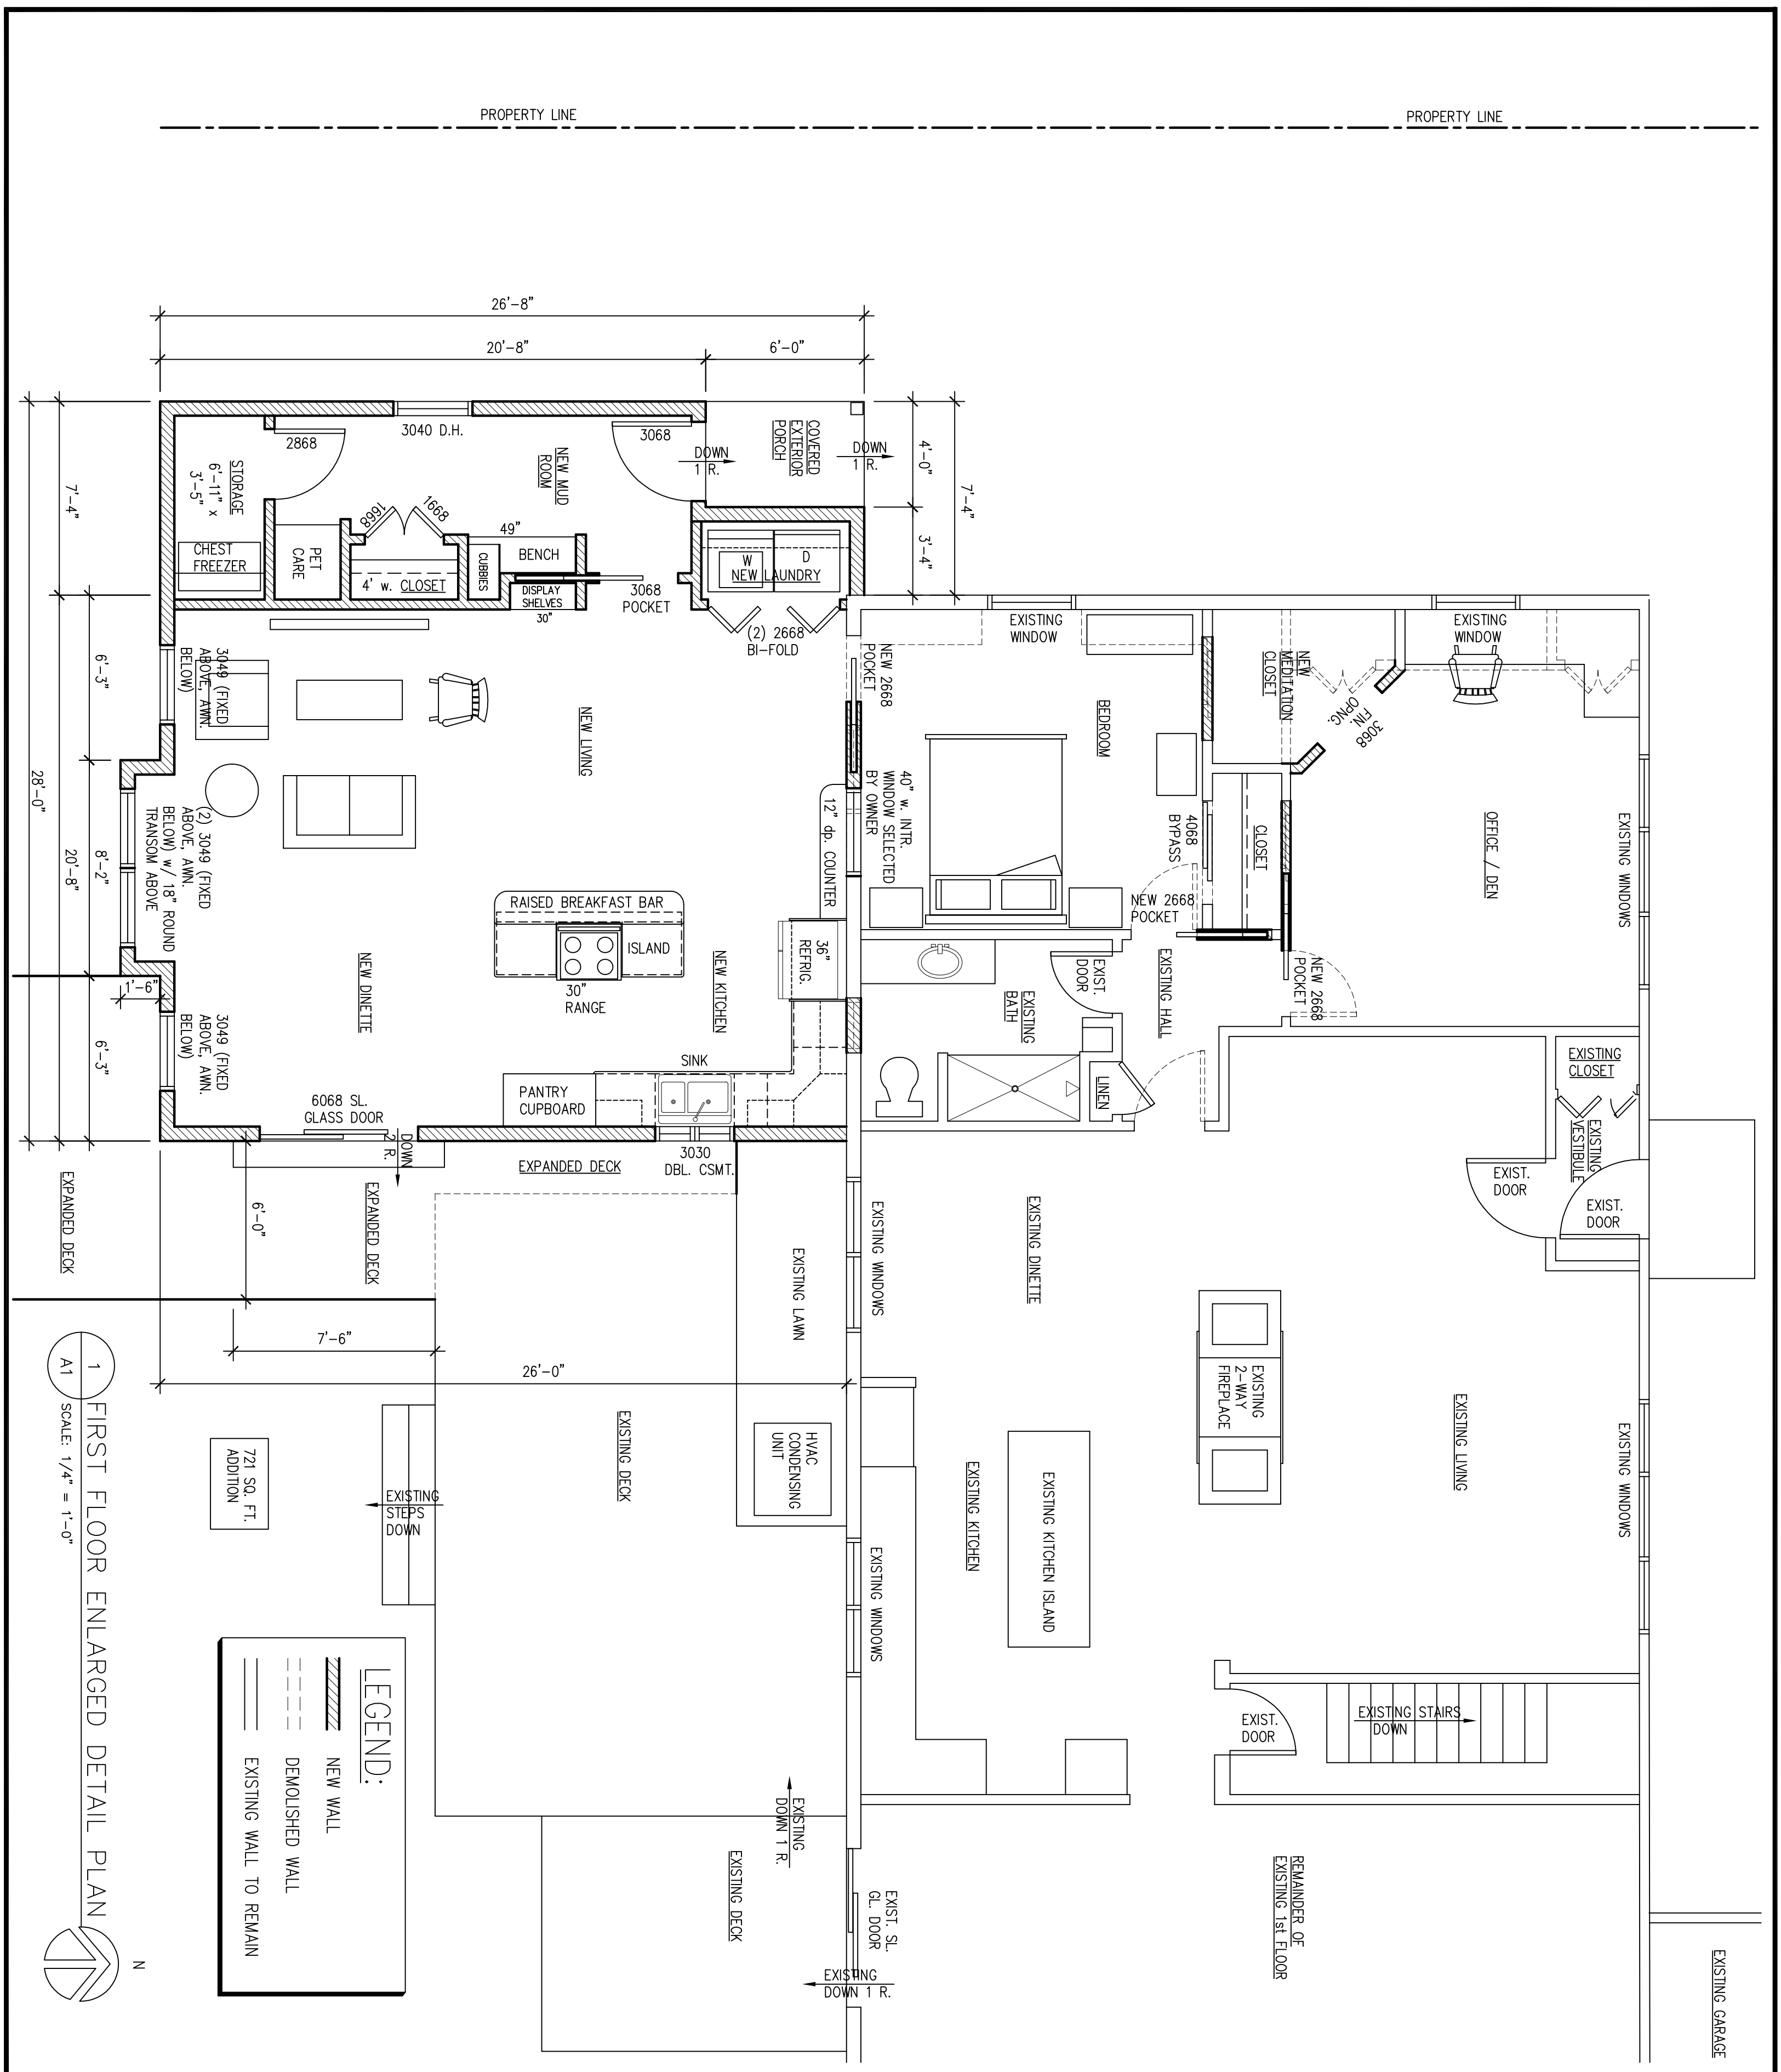 PROPERTY LINE
PROPERTY LINE
26'-8"
20'-8"
6'-0"
7'-4"
28'-0"
20'-8"
6'-3"
8'-2"
6'-3"
1'-6"
4'-0"
3'-4"
7'-4"
3040 D.H.
2868
3068
STORAGE
6'-11" x
3'-5"
NEW MUD
ROOM
COVERED
EXTERIOR
PORCH
DOWN
1 R.
DOWN
1 R.
CHEST
FREEZER
PET
CARE
1668
1668
4' w. CLOSET
CUBBIES
49"
BENCH
DISPLAY
SHELVES
30"
3068
POCKET
W
D
NEW LAUNDRY
(2) 2668
BI-FOLD
3049 (FIXED
ABOVE, AWN.
BELOW)
NEW LIVING
NEW 2668
POCKET
(2) 3049 (FIXED
ABOVE, AWN.
BELOW) w/ 18" ROUND
TRANSOM ABOVE
12" dp. COUNTER
40" w. INTR.
WINDOW SELECTED
BY OWNER
RAISED BREAKFAST BAR
ISLAND
30"
RANGE
36"
REFRIG.
NEW KITCHEN
NEW DINETTE
3049 (FIXED
ABOVE, AWN.
BELOW)
SINK
PANTRY
CUPBOARD
6068 SL.
GLASS DOOR
DOWN
2 R.
3030
DBL. CSMT.
EXPANDED DECK
EXPANDED DECK
EXPANDED DECK
6'-0"
7'-6"
26'-0"
EXISTING
WINDOW
BEDROOM
NEW
MEDITATION
CLOSET
3068
FIN.
OPNG.
EXISTING
WINDOW
OFFICE / DEN
EXISTING WINDOWS
4068
BYPASS
CLOSET
NEW 2668
POCKET
NEW 2668
POCKET
EXIST.
DOOR
EXISTING HALL
EXISTING
BATH
LINEN
EXISTING
CLOSET
EXISTING
VESTIBULE
EXIST.
DOOR
EXIST.
DOOR
EXISTING WINDOWS
EXISTING DINETTE
EXISTING LAWN
EXISTING
2-WAY
FIREPLACE
EXISTING LIVING
EXISTING WINDOWS
HVAC
CONDENSING
UNIT
EXISTING DECK
EXISTING
STEPS
DOWN
EXISTING KITCHEN
EXISTING KITCHEN ISLAND
EXISTING WINDOWS
EXIST.
DOOR
EXISTING STAIRS
DOWN
EXISTING
DOWN 1 R.
EXISTING DECK
EXIST. SL.
GL. DOOR
EXISTING
DOWN 1 R.
REMAINDER OF
EXISTING 1st FLOOR
EXISTING GARAGE
721 SQ. FT.
ADDITION
LEGEND:
NEW WALL
DEMOLISHED WALL
EXISTING WALL TO REMAIN
1
A1
FIRST FLOOR ENLARGED DETAIL PLAN
SCALE: 1/4" = 1'-0"
N